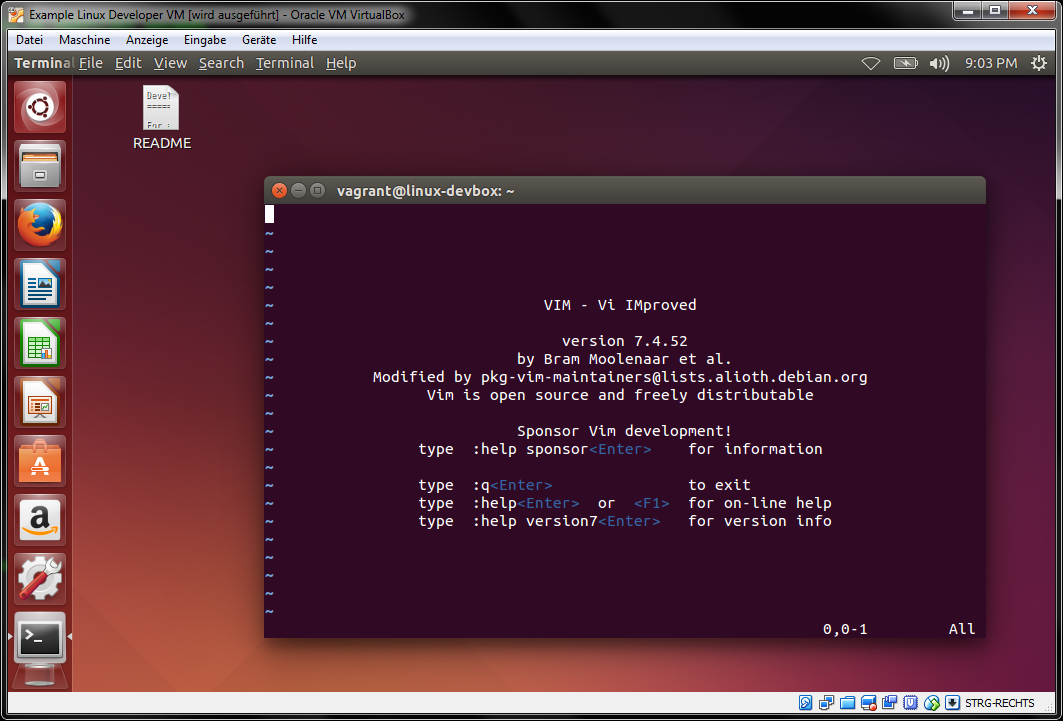 Example Linux Developer VM [wird ausgeführt] - Oracle VM VirtualBox
Datei Maschine Anzeige Eingabe Geräte Hilfe
Terminal File Edit View Search Terminal Help 9:03 PM
Devel
=====
For :
README
vagrant@linux-devbox: ~
~
~
~
~
~ VIM - Vi IMproved
~
~ version 7.4.52
~ by Bram Moolenaar et al.
~ Modified by pkg-vim-maintainers@lists.alioth.debian.org
~ Vim is open source and freely distributable
~
~ Sponsor Vim development!
~ type :help sponsor<Enter> for information
~
~ type :q<Enter> to exit
~ type :help<Enter> or <F1> for on-line help
~ type :help version7<Enter> for version info
~
~
~
~
~
0,0-1 All
STRG-RECHTS